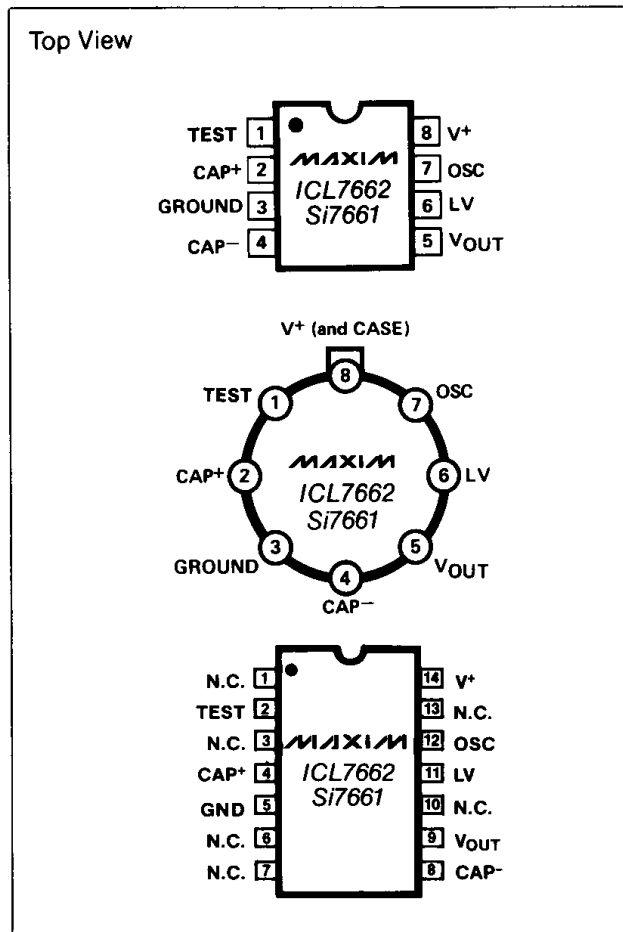 Top View
TEST 1 8 V+
CAP+ 2 MAXIM 7 OSC
GROUND 3 ICL7662 6 LV
CAP− 4 Si7661 5 VOUT
V+ (and CASE)
8
TEST 1 7 OSC
CAP+ 2 MAXIM 6 LV
ICL7662
Si7661
GROUND 3 5 VOUT
4
CAP−
N.C. 1 14 V+
TEST 2 13 N.C.
N.C. 3 MAXIM 12 OSC
CAP+ 4 ICL7662 11 LV
GND 5 Si7661 10 N.C.
N.C. 6 9 VOUT
N.C. 7 8 CAP-